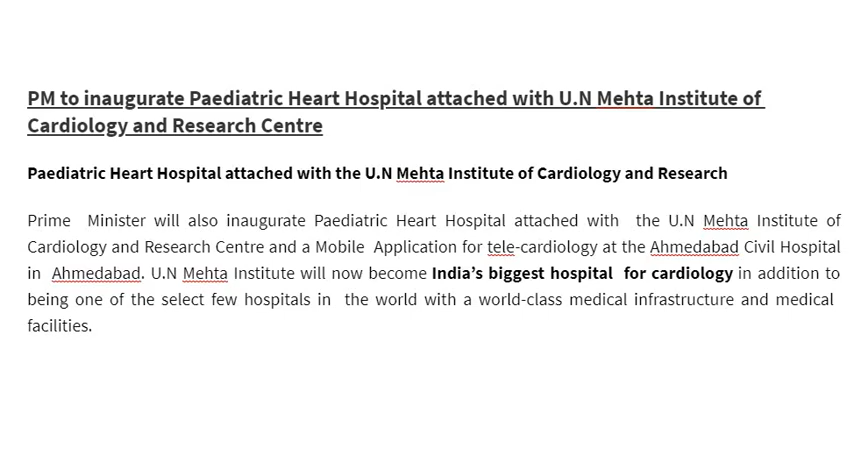 PM to inaugurate Paediatric Heart Hospital attached with U.N Mehta Institute of
Cardiology and Research Centre
Paediatric Heart Hospital attached with the U.N Mehta Institute of Cardiology and Research
Prime Minister will also inaugurate Paediatric Heart Hospital attached with the U.N Mehta Institute of
Cardiology and Research Centre and a Mobile Application for tele-cardiology at the Ahmedabad Civil Hospital
in Ahmedabad. U.N Mehta Institute will now become India’s biggest hospital for cardiology in addition to
being one of the select few hospitals in the world with a world-class medical infrastructure and medical
facilities.